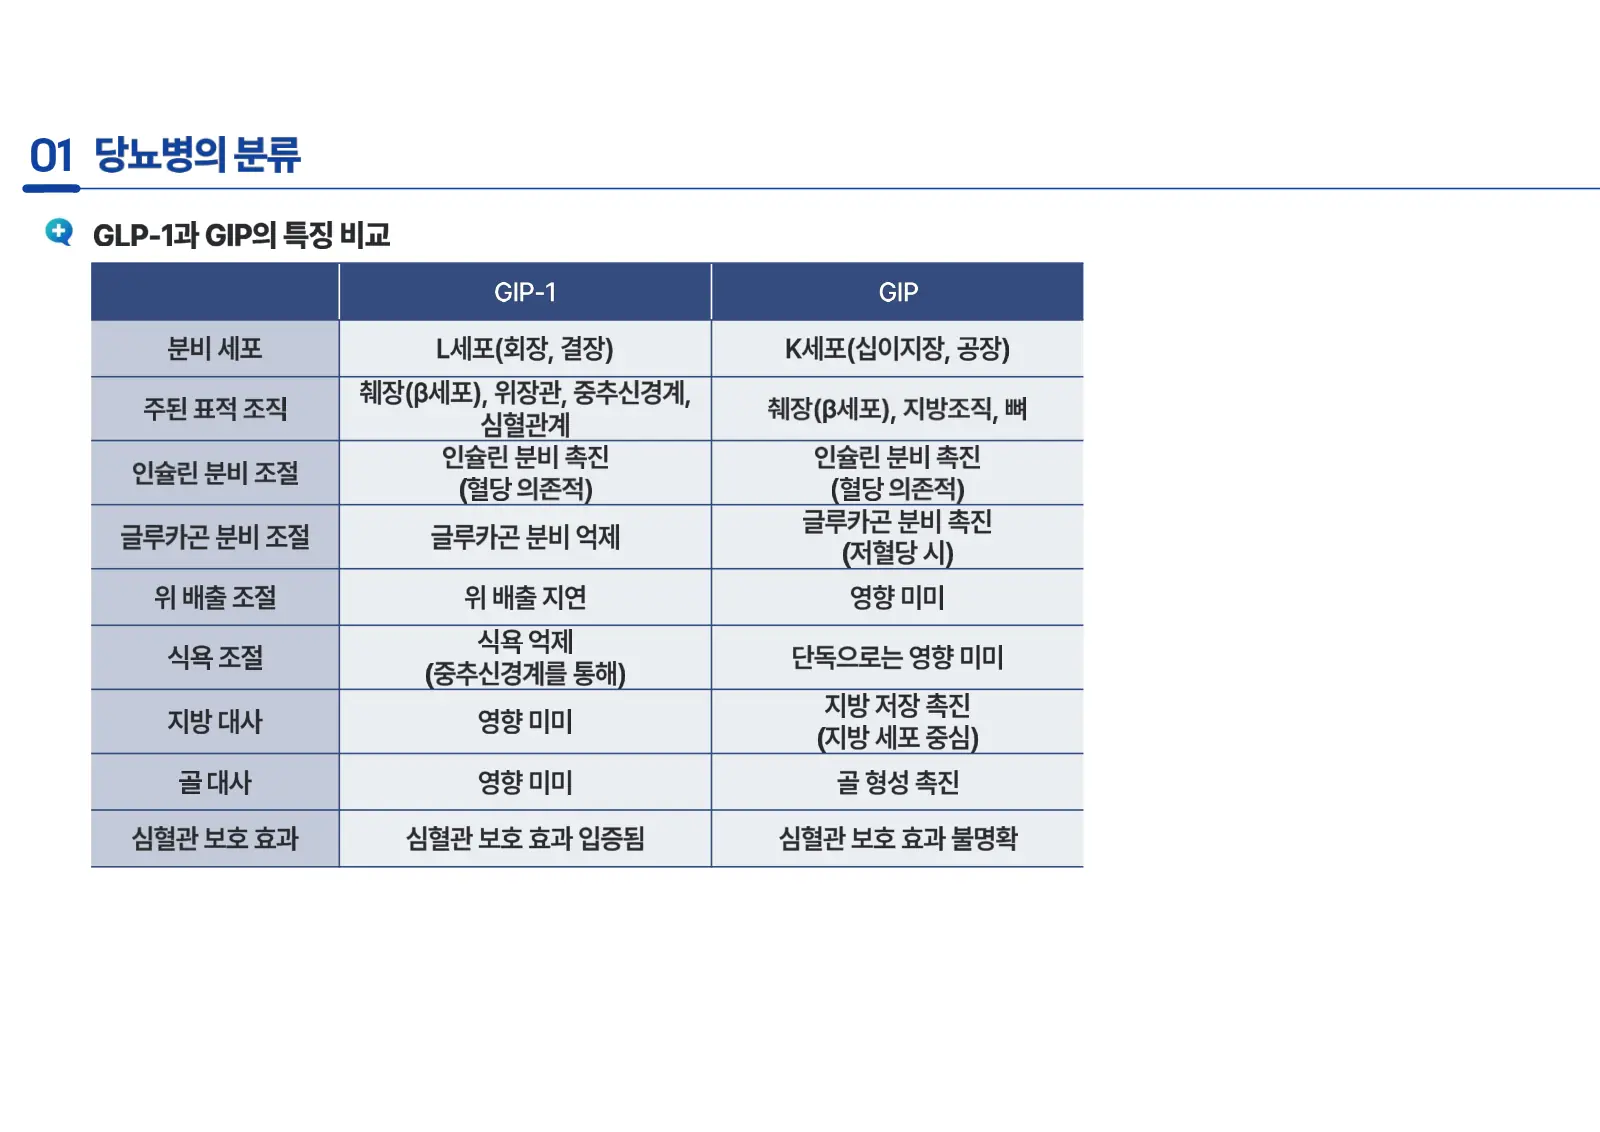 01 당뇨병의 분류
GLP-1과 GIP의 특징 비교
GIP-1 GIP
분비 세포 L세포(회장, 결장) K세포(십이지장, 공장)
주된 표적 조직 췌장(β세포), 위장관, 중추신경계, 심혈관계 췌장(β세포), 지방조직, 뼈
인슐린 분비 조절 인슐린 분비 촉진 (혈당 의존적) 인슐린 분비 촉진 (혈당 의존적)
글루카곤 분비 조절 글루카곤 분비 억제 글루카곤 분비 촉진 (저혈당 시)
위 배출 조절 위 배출 지연 영향 미미
식욕 조절 식욕 억제 (중추신경계를 통해) 단독으로는 영향 미미
지방 대사 영향 미미 지방 저장 촉진 (지방 세포 중심)
골 대사 영향 미미 골 형성 촉진
심혈관 보호 효과 심혈관 보호 효과 입증됨 심혈관 보호 효과 불명확